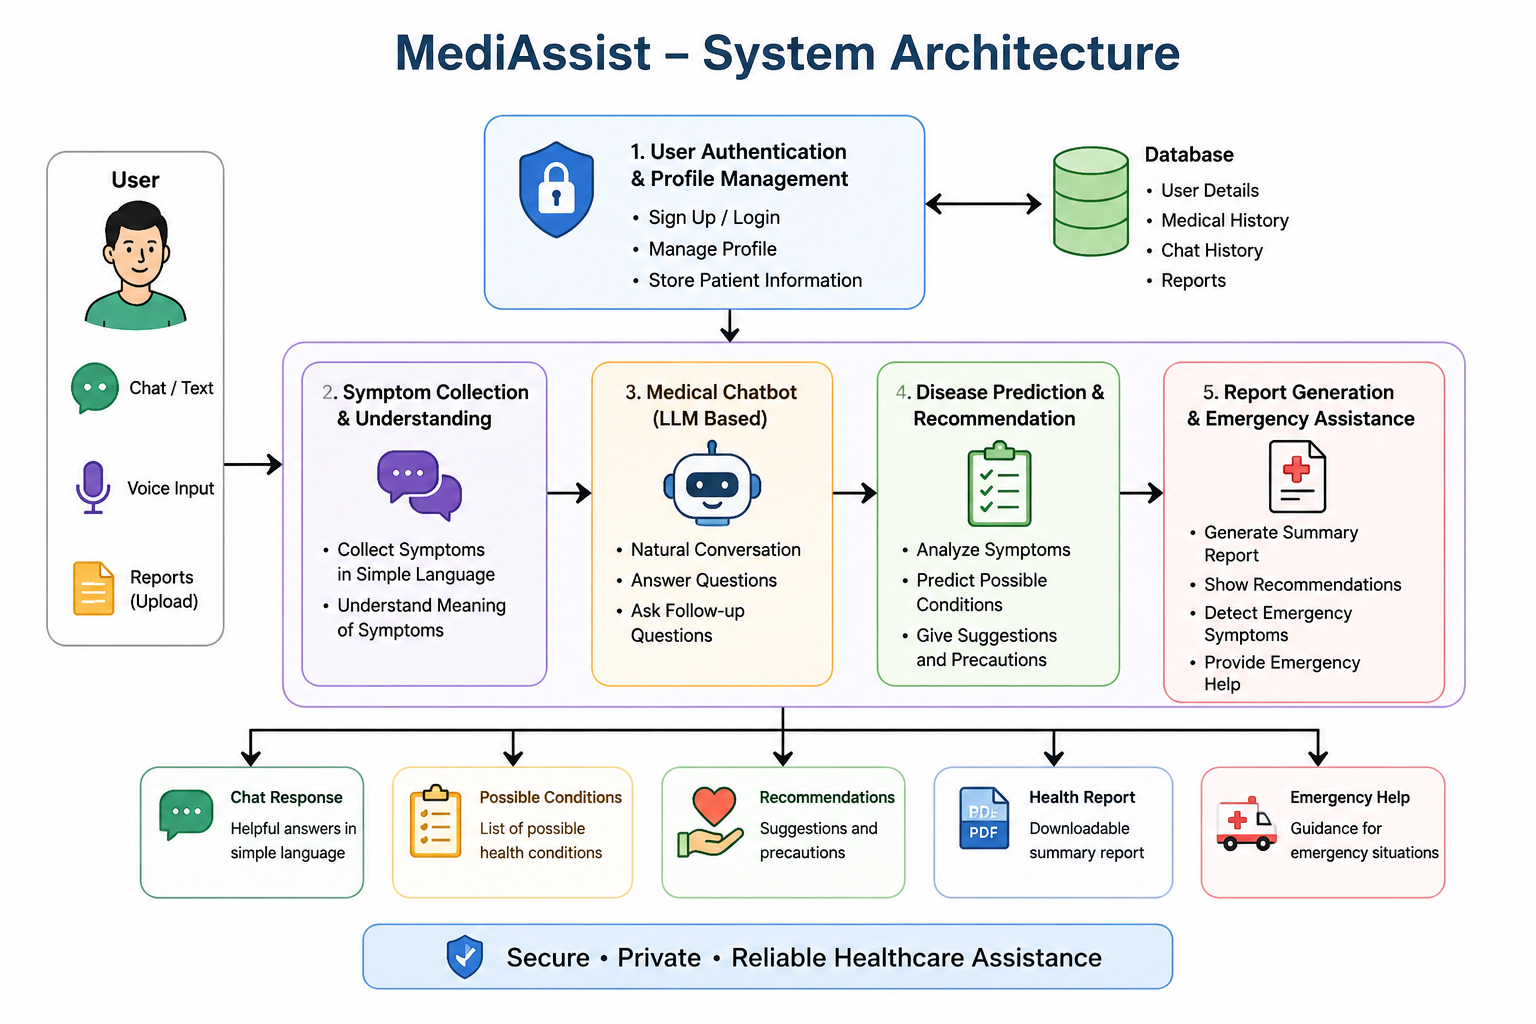 MediAssist – System Architecture
User
Chat / Text
Voice Input
Reports
(Upload)
1. User Authentication
& Profile Management
• Sign Up / Login
• Manage Profile
• Store Patient Information
Database
• User Details
• Medical History
• Chat History
• Reports
2. Symptom Collection
& Understanding
• Collect Symptoms
in Simple Language
• Understand Meaning
of Symptoms
3. Medical Chatbot
(LLM Based)
• Natural Conversation
• Answer Questions
• Ask Follow-up
Questions
4. Disease Prediction &
Recommendation
• Analyze Symptoms
• Predict Possible
Conditions
• Give Suggestions
and Precautions
5. Report Generation
& Emergency Assistance
• Generate Summary
Report
• Show Recommendations
• Detect Emergency
Symptoms
• Provide Emergency
Help
Chat Response
Helpful answers in
simple language
Possible Conditions
List of possible
health conditions
Recommendations
Suggestions and
precautions
PDF
PDF
Health Report
Downloadable
summary report
Emergency Help
Guidance for
emergency situations
Secure • Private • Reliable Healthcare Assistance